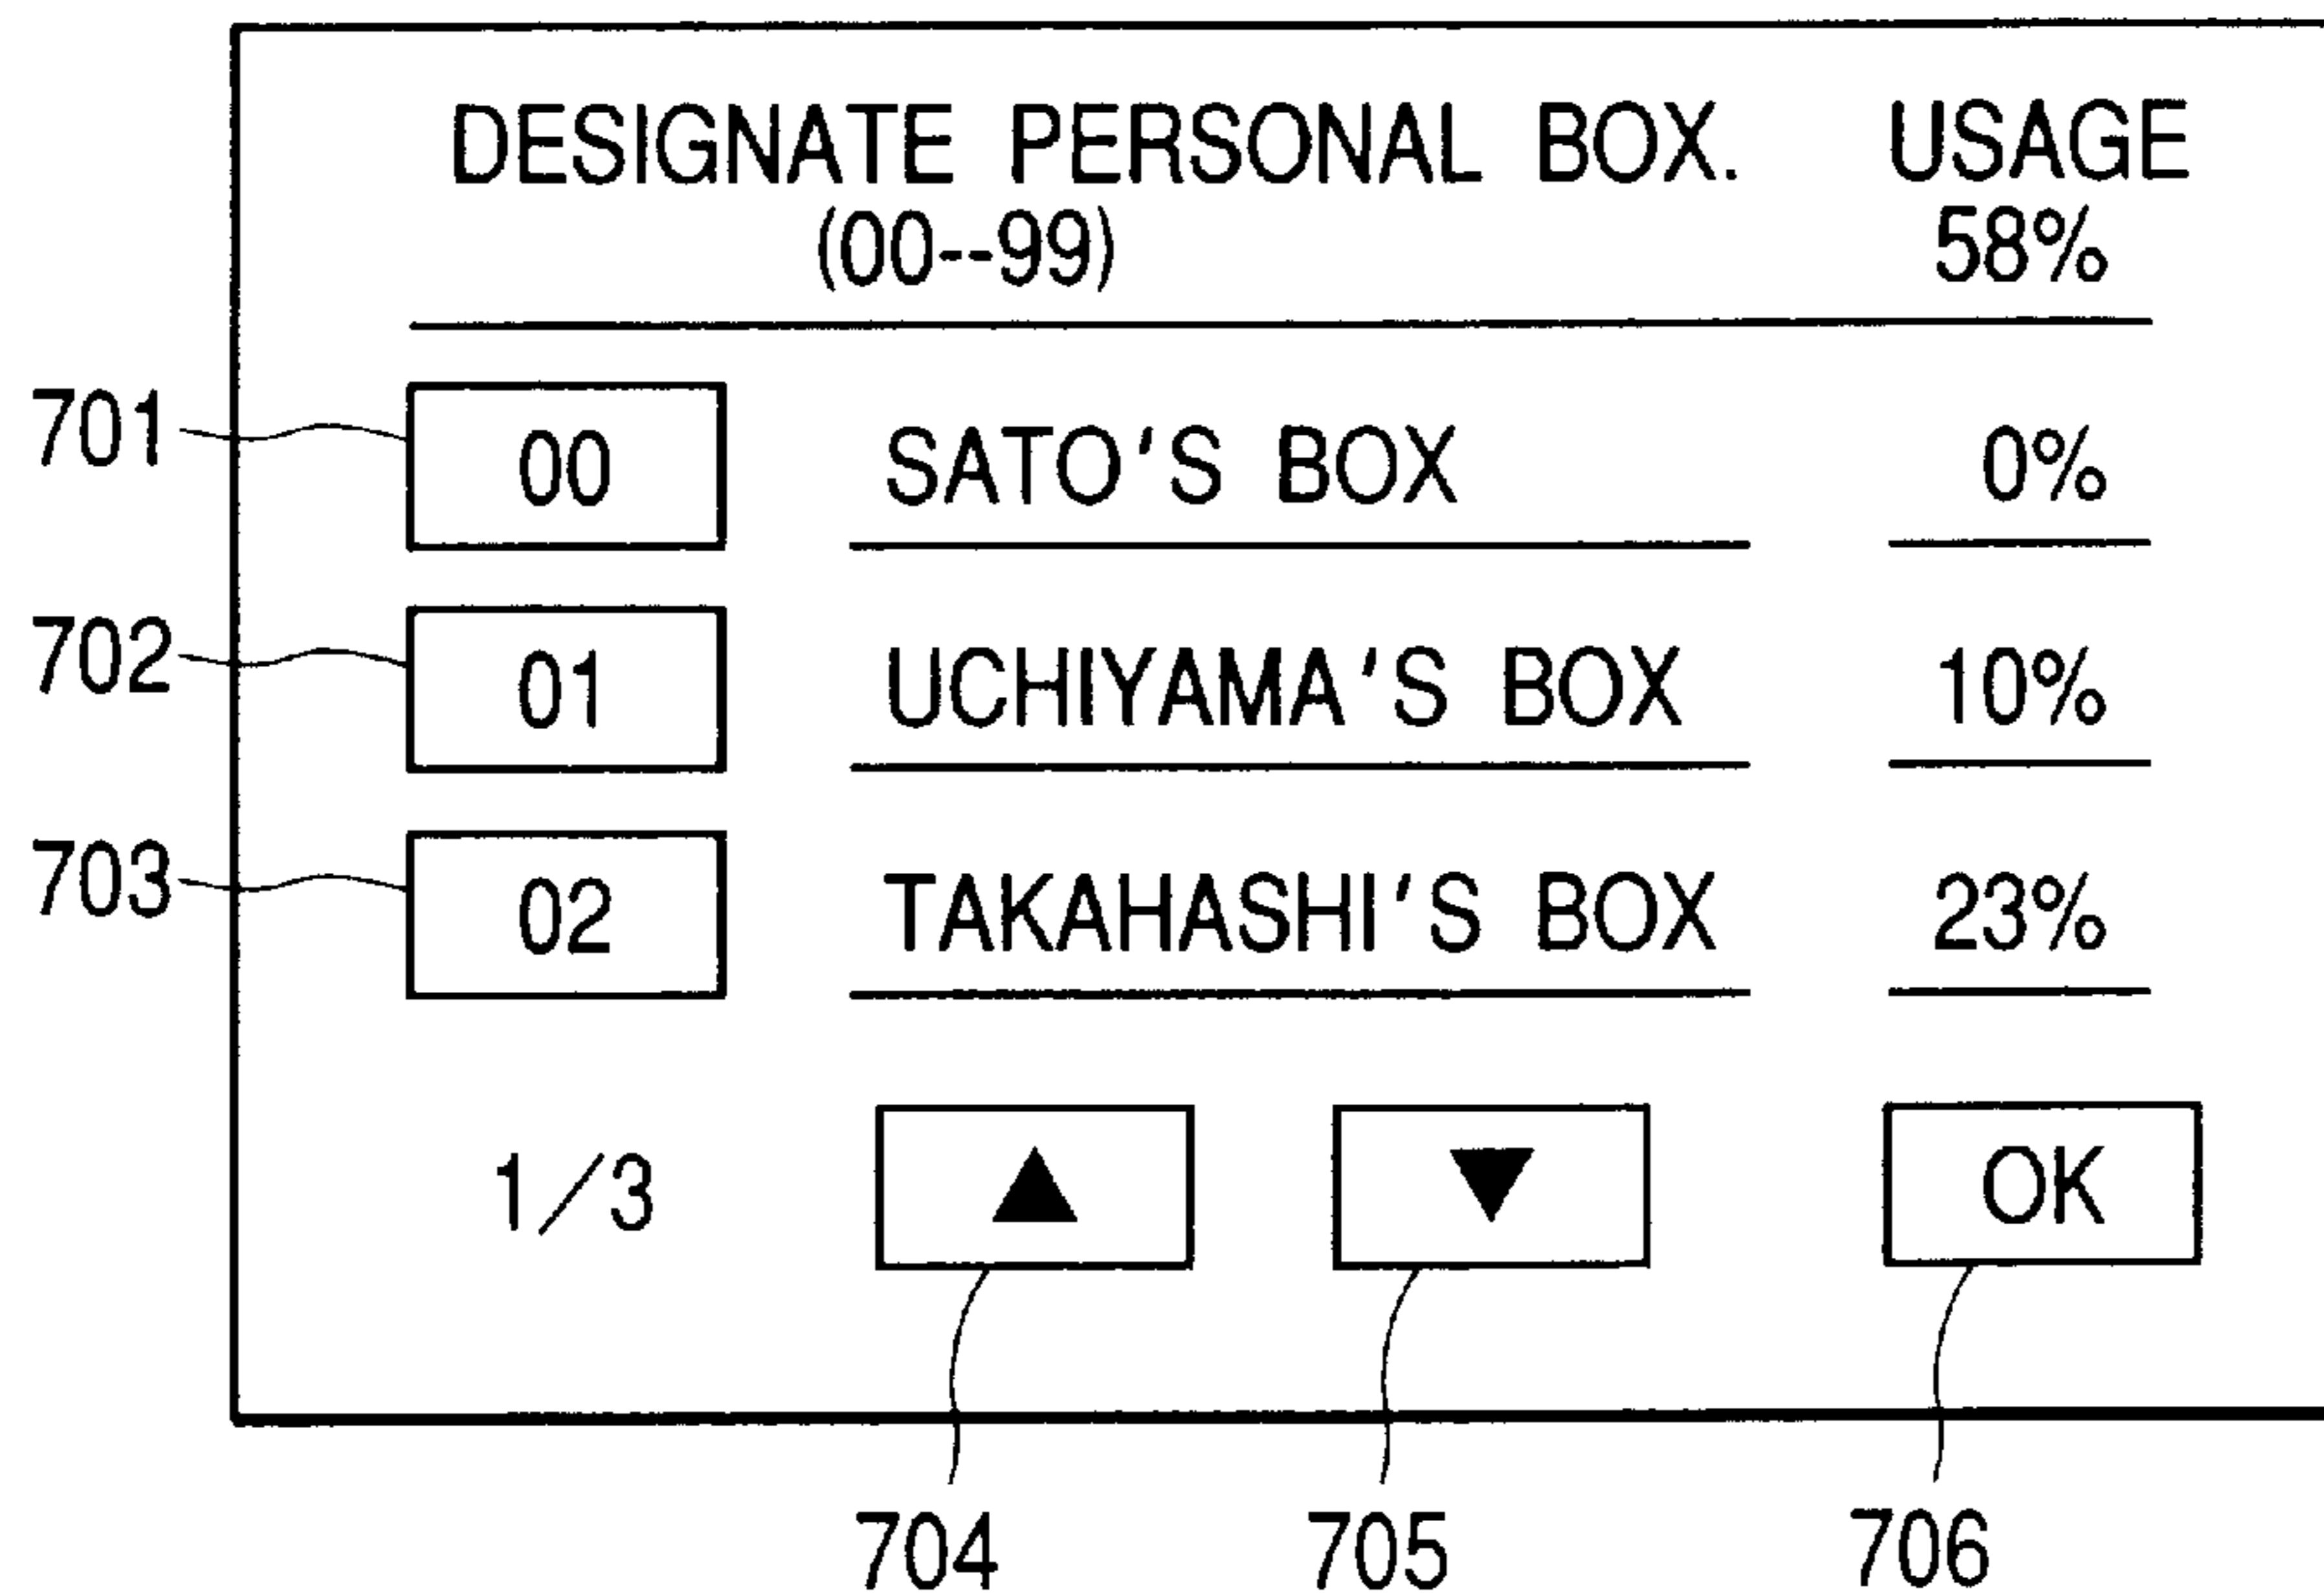 DESIGNATE PERSONAL BOX. USAGE
(00--99) 58%
701 00 SATO'S BOX 0%
702 01 UCHIYAMA'S BOX 10%
703 02 TAKAHASHI'S BOX 23%
1/3 ▲ ▼ OK
704 705 706